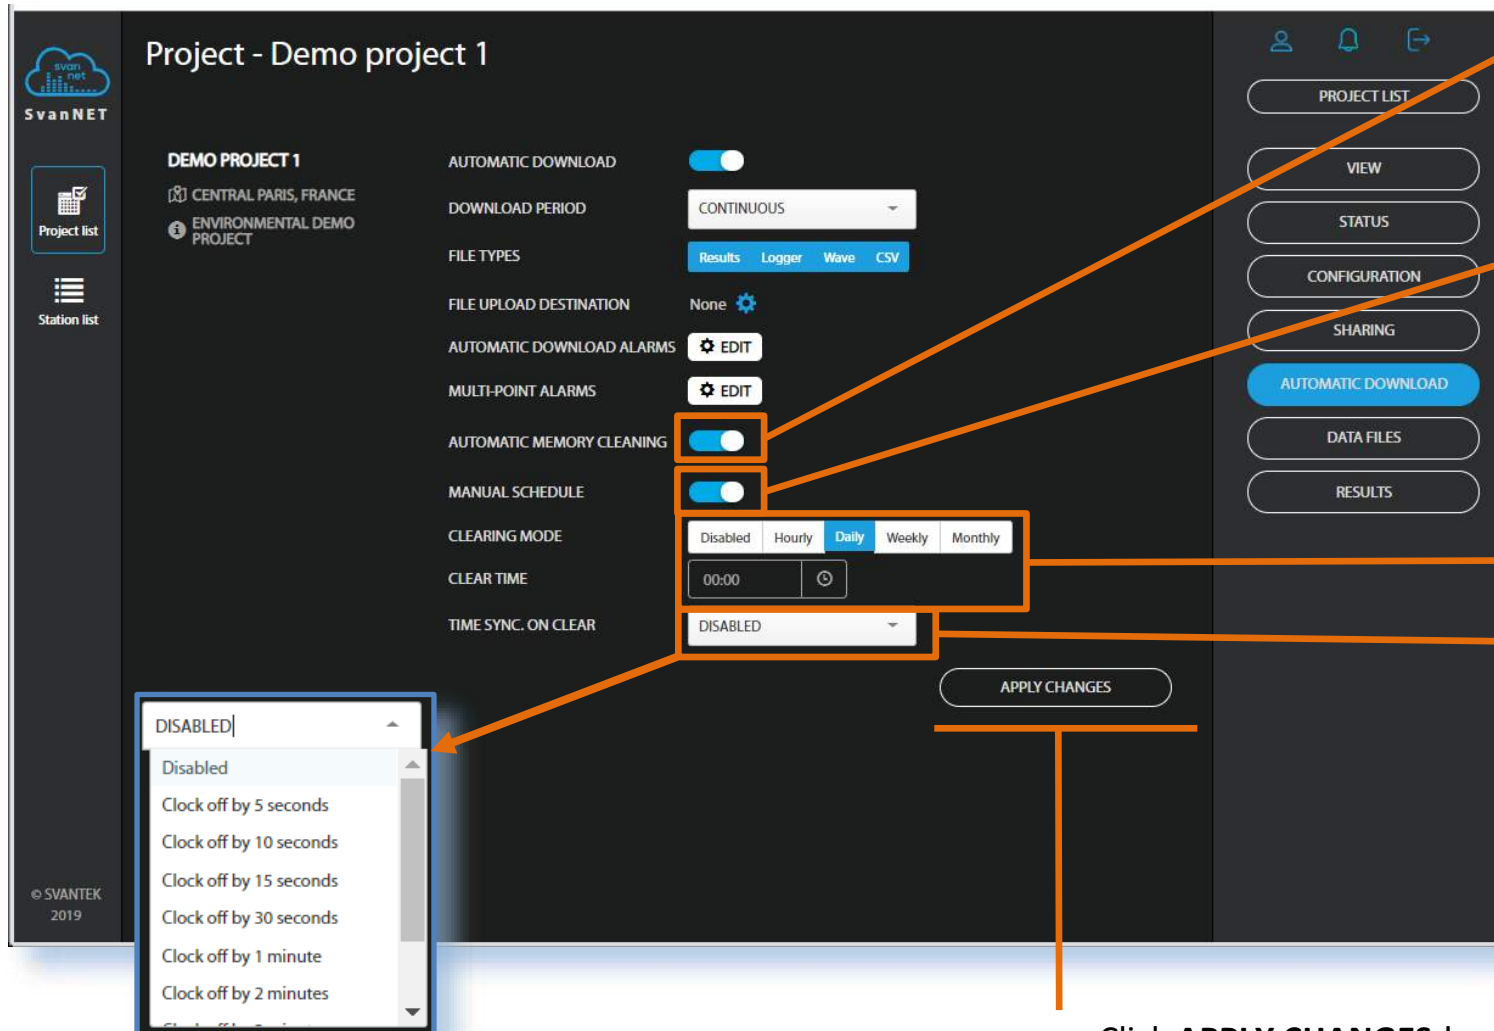 svan
net
SvanNET
Project - Demo project 1
PROJECT LIST
Project list
Station list
© SVANTEK
2019
DEMO PROJECT 1
CENTRAL PARIS, FRANCE
ENVIRONMENTAL DEMO
PROJECT
AUTOMATIC DOWNLOAD
DOWNLOAD PERIOD CONTINUOUS
FILE TYPES Results Logger Wave CSV
FILE UPLOAD DESTINATION None
AUTOMATIC DOWNLOAD ALARMS EDIT
MULTI-POINT ALARMS EDIT
AUTOMATIC MEMORY CLEANING
MANUAL SCHEDULE
CLEARING MODE Disabled Hourly Daily Weekly Monthly
CLEAR TIME 00:00
TIME SYNC. ON CLEAR DISABLED
APPLY CHANGES
VIEW
STATUS
CONFIGURATION
SHARING
AUTOMATIC DOWNLOAD
DATA FILES
RESULTS
DISABLED
Disabled
Clock off by 5 seconds
Clock off by 10 seconds
Clock off by 15 seconds
Clock off by 30 seconds
Clock off by 1 minute
Clock off by 2 minutes
Click APPLY CHANGES